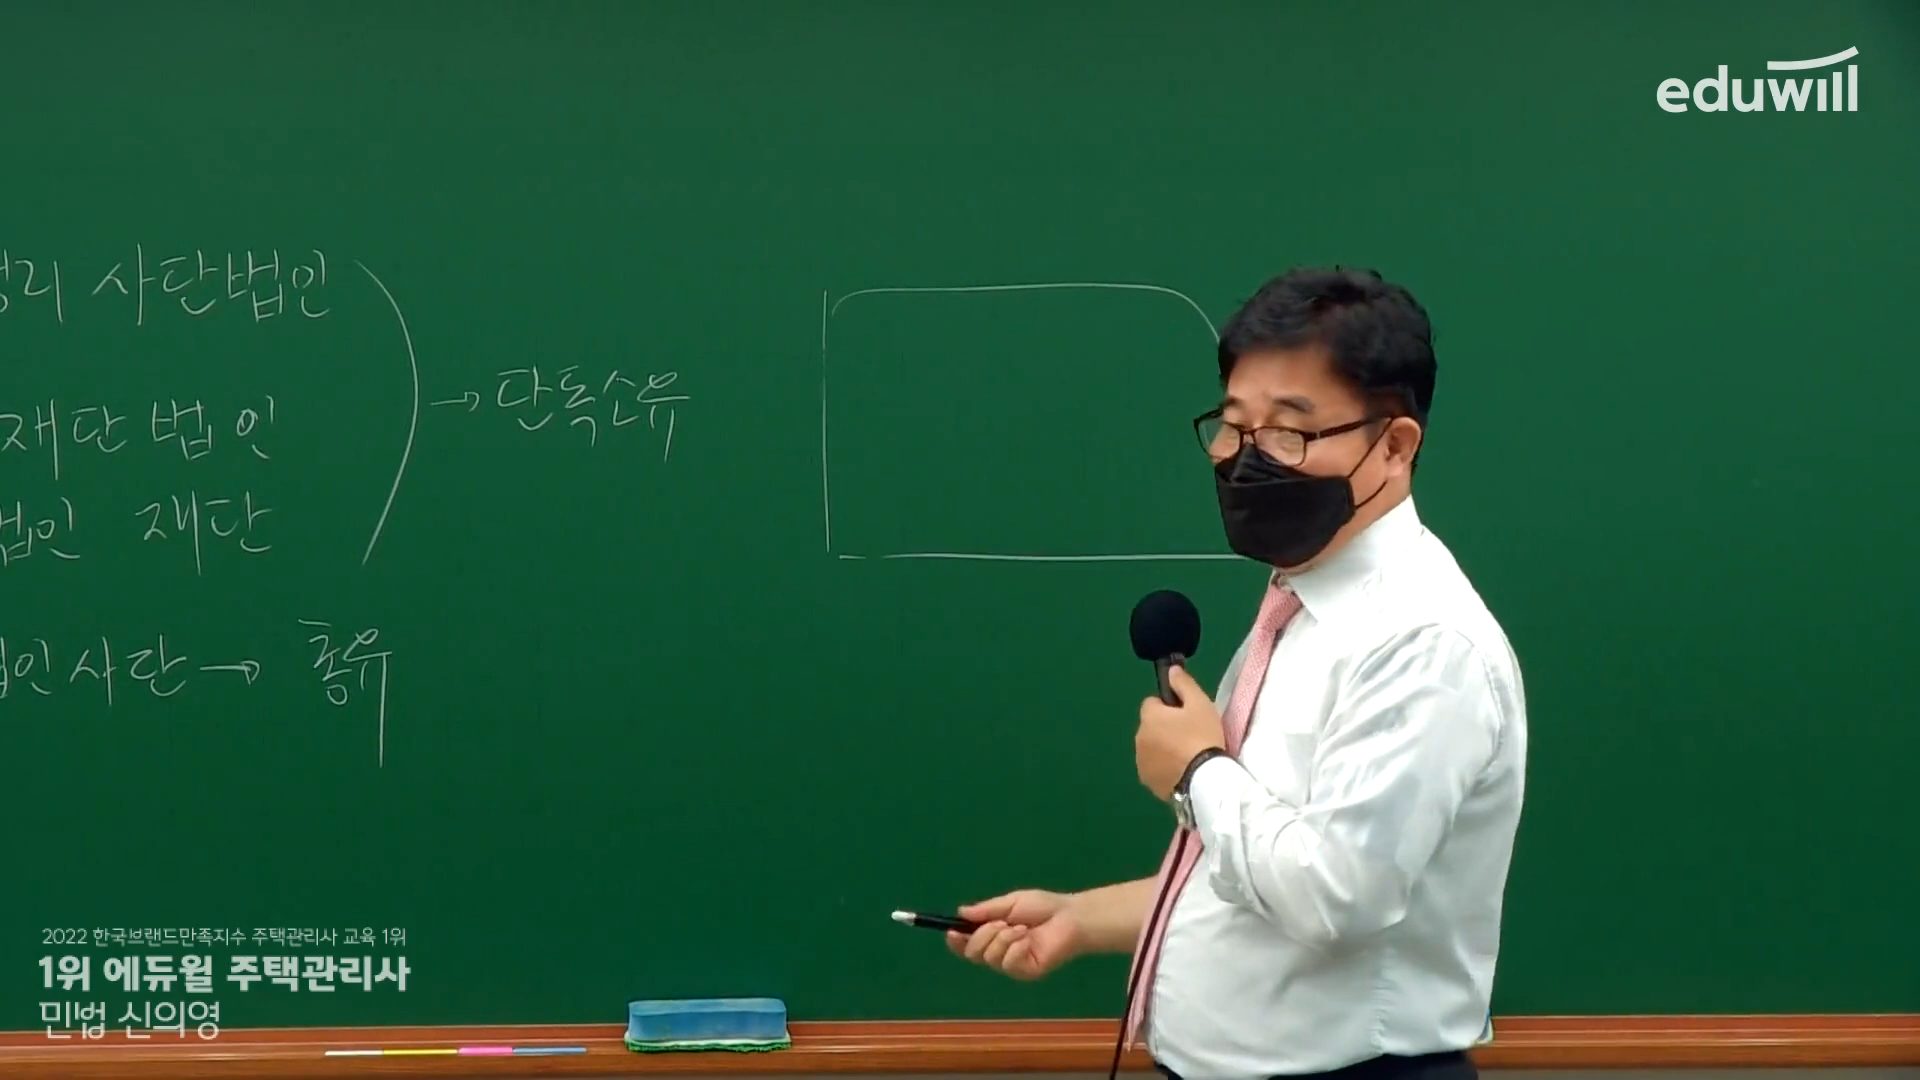 eduwill
사단법인
재단법인
→ 단독소유
법인 재단
법인사단 → 총유
2022 한국브랜드만족지수 주택관리사 교육 1위
1위 에듀윌 주택관리사
민법 신의영